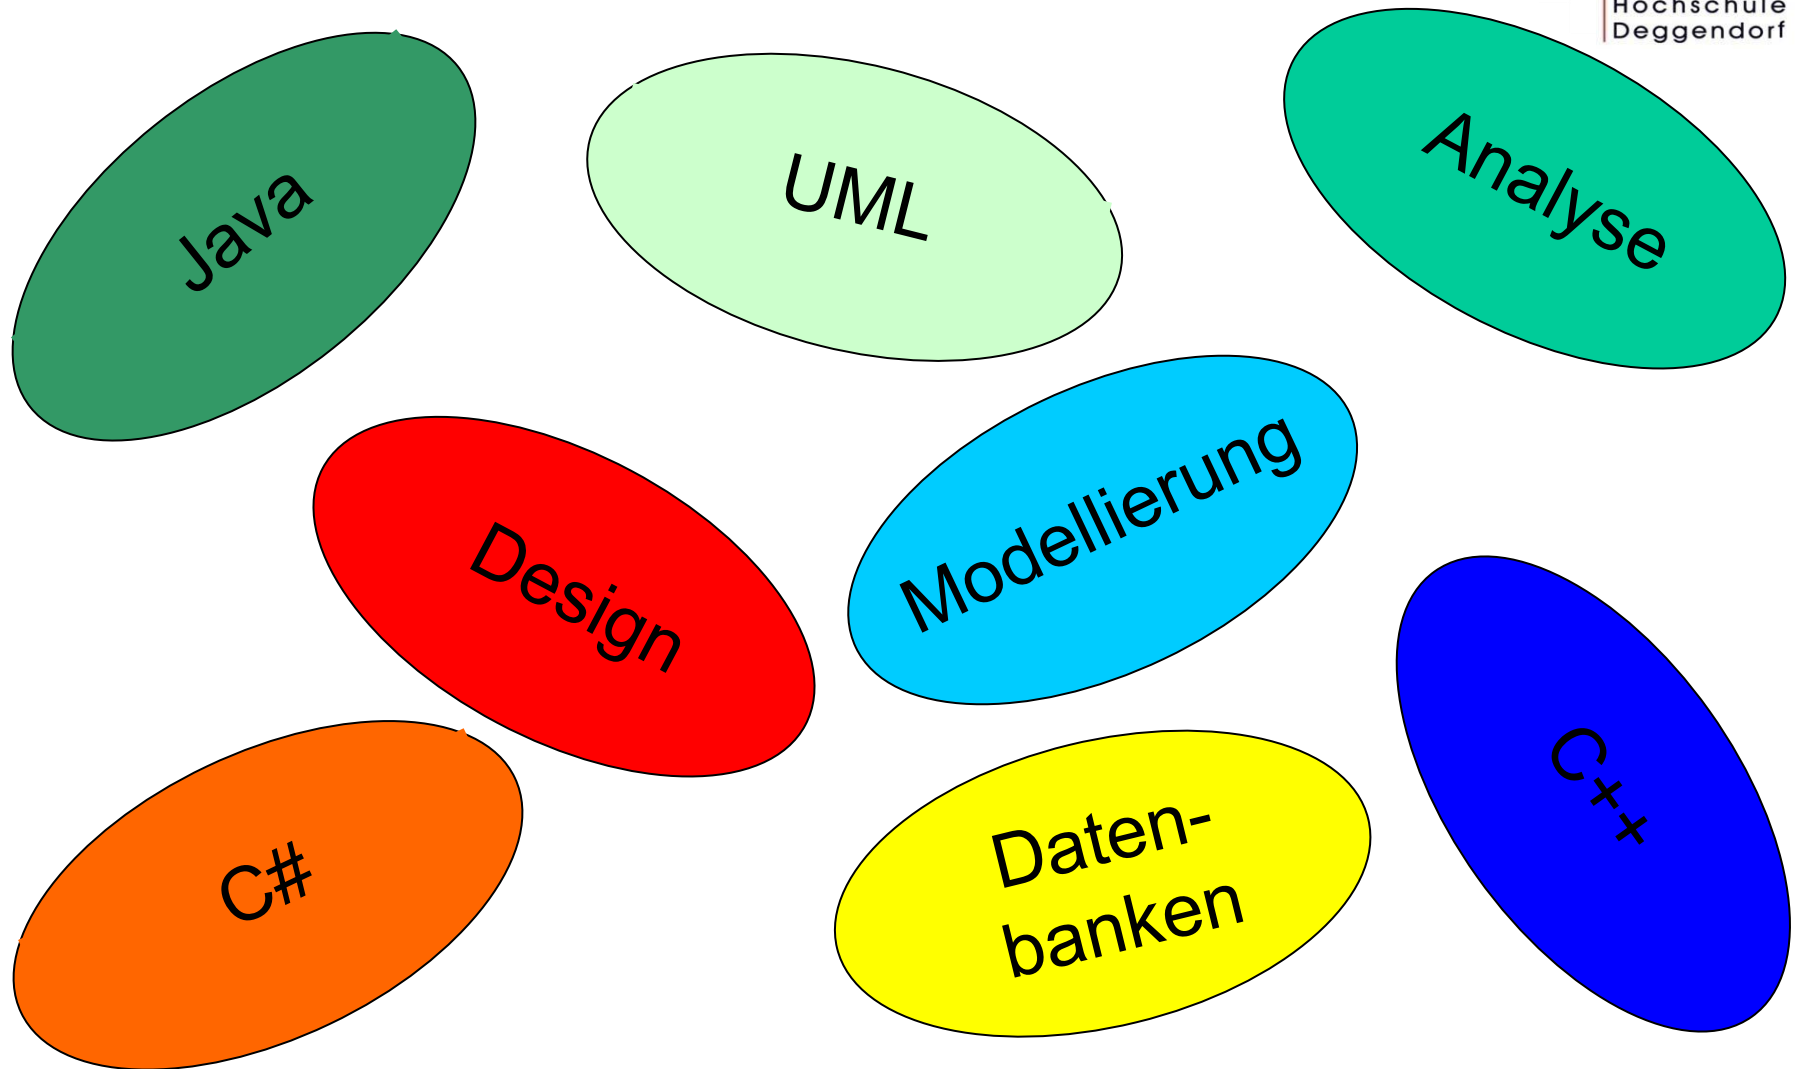 Hochschule
Deggendorf
Java
UML
Analyse
Design
Modellierung
C++
C#
Daten-
banken